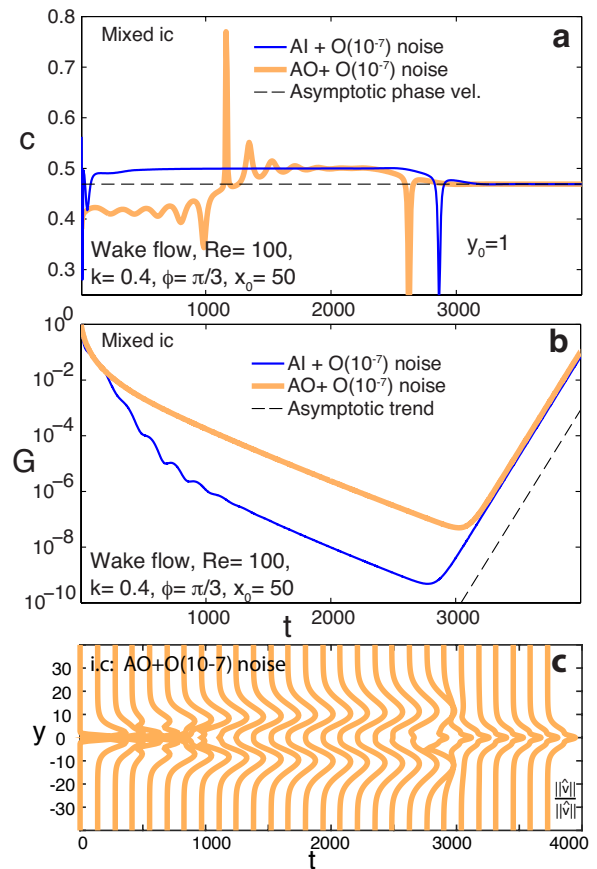 0.8
0.7
0.6
0.5
0.4
0.3
c
Mixed ic
a
AI + O(10⁻⁷) noise
AO+ O(10⁻⁷) noise
Asymptotic phase vel.
Wake flow, Re= 100,
k= 0.4, ϕ= π/3, x₀= 50
y₀=1
1000 2000 3000
10⁰
10⁻²
10⁻⁴
10⁻⁶
10⁻⁸
10⁻¹⁰
G
Mixed ic
b
AI + O(10⁻⁷) noise
AO+ O(10⁻⁷) noise
Asymptotic trend
Wake flow, Re= 100,
k= 0.4, ϕ= π/3, x₀= 50
1000 2000 3000
t
i.c: AO+O(10-7) noise
c
30
20
10
0
-10
-20
-30
y
||v̂||
||v̂||
0 1000 2000 3000 4000
t